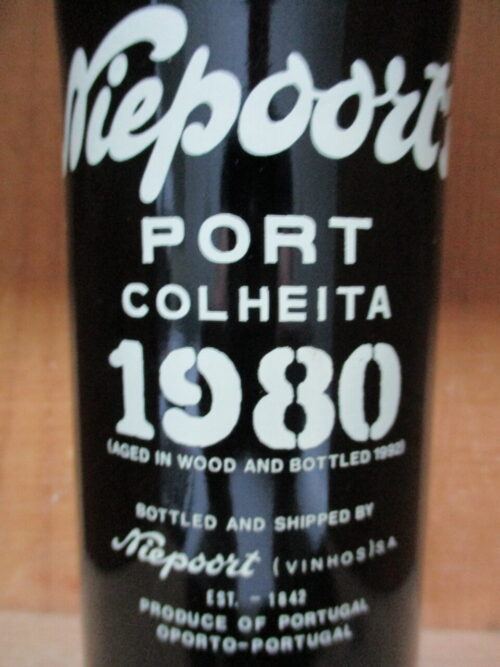 Niepoort's
PORT
COLHEITA
1980
(AGED IN WOOD AND BOTTLED 1992)
BOTTLED AND SHIPPED BY
Niepoort (VINHOS) S.A.
EST. - 1842
PRODUCE OF PORTUGAL
OPORTO-PORTUGAL